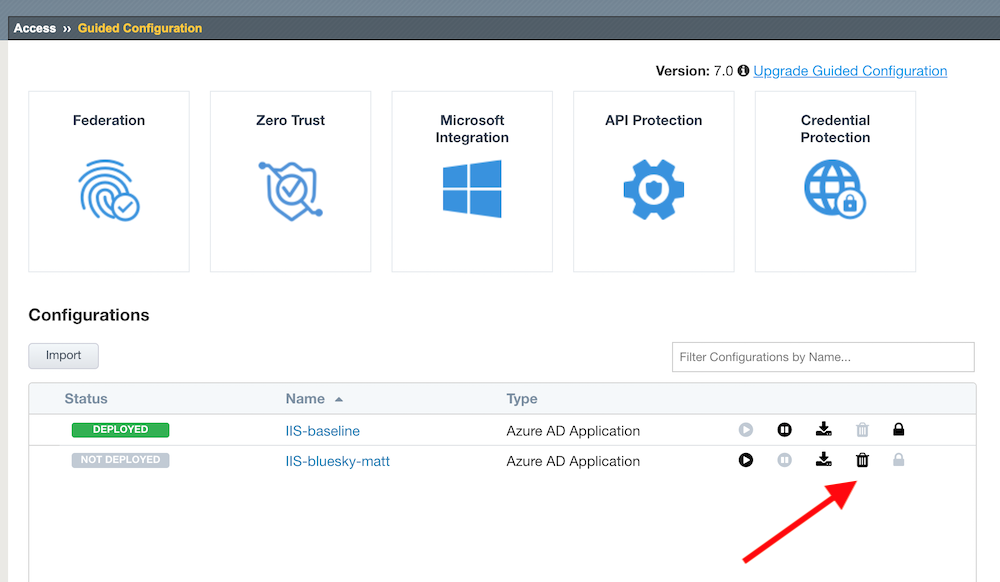 Access ›› Guided Configuration
Version: 7.0 Upgrade Guided Configuration
Federation
Zero Trust
Microsoft
Integration
API Protection
Credential
Protection
Configurations
Import
Filter Configurations by Name...
Status Name Type
DEPLOYED IIS-baseline Azure AD Application
NOT DEPLOYED IIS-bluesky-matt Azure AD Application